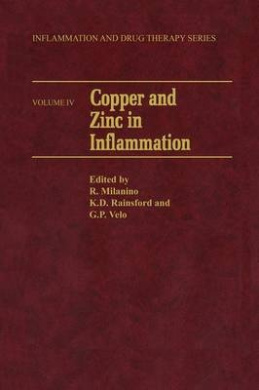 INFLAMMATION AND DRUG THERAPY SERIES
VOLUME IV
Copper and
Zinc in
Inflammation
Edited by
R. Milanino
K.D. Rainsford and
G.P. Velo